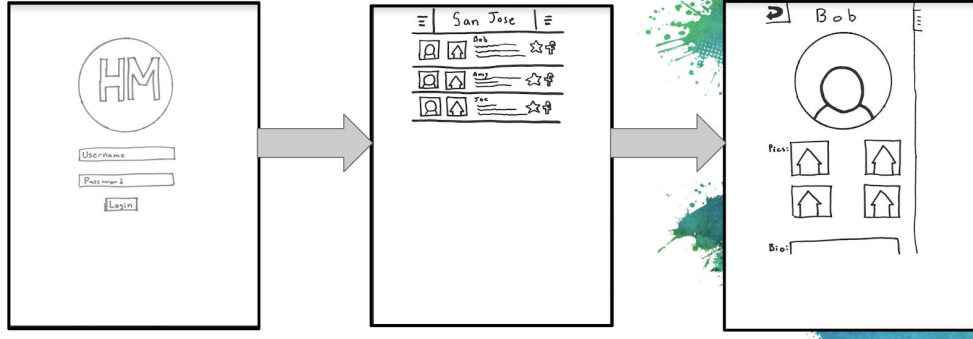 HM
Username
Password
Login
San Jose
Bob
Amy
Joe
Bob
Pics:
Bio: